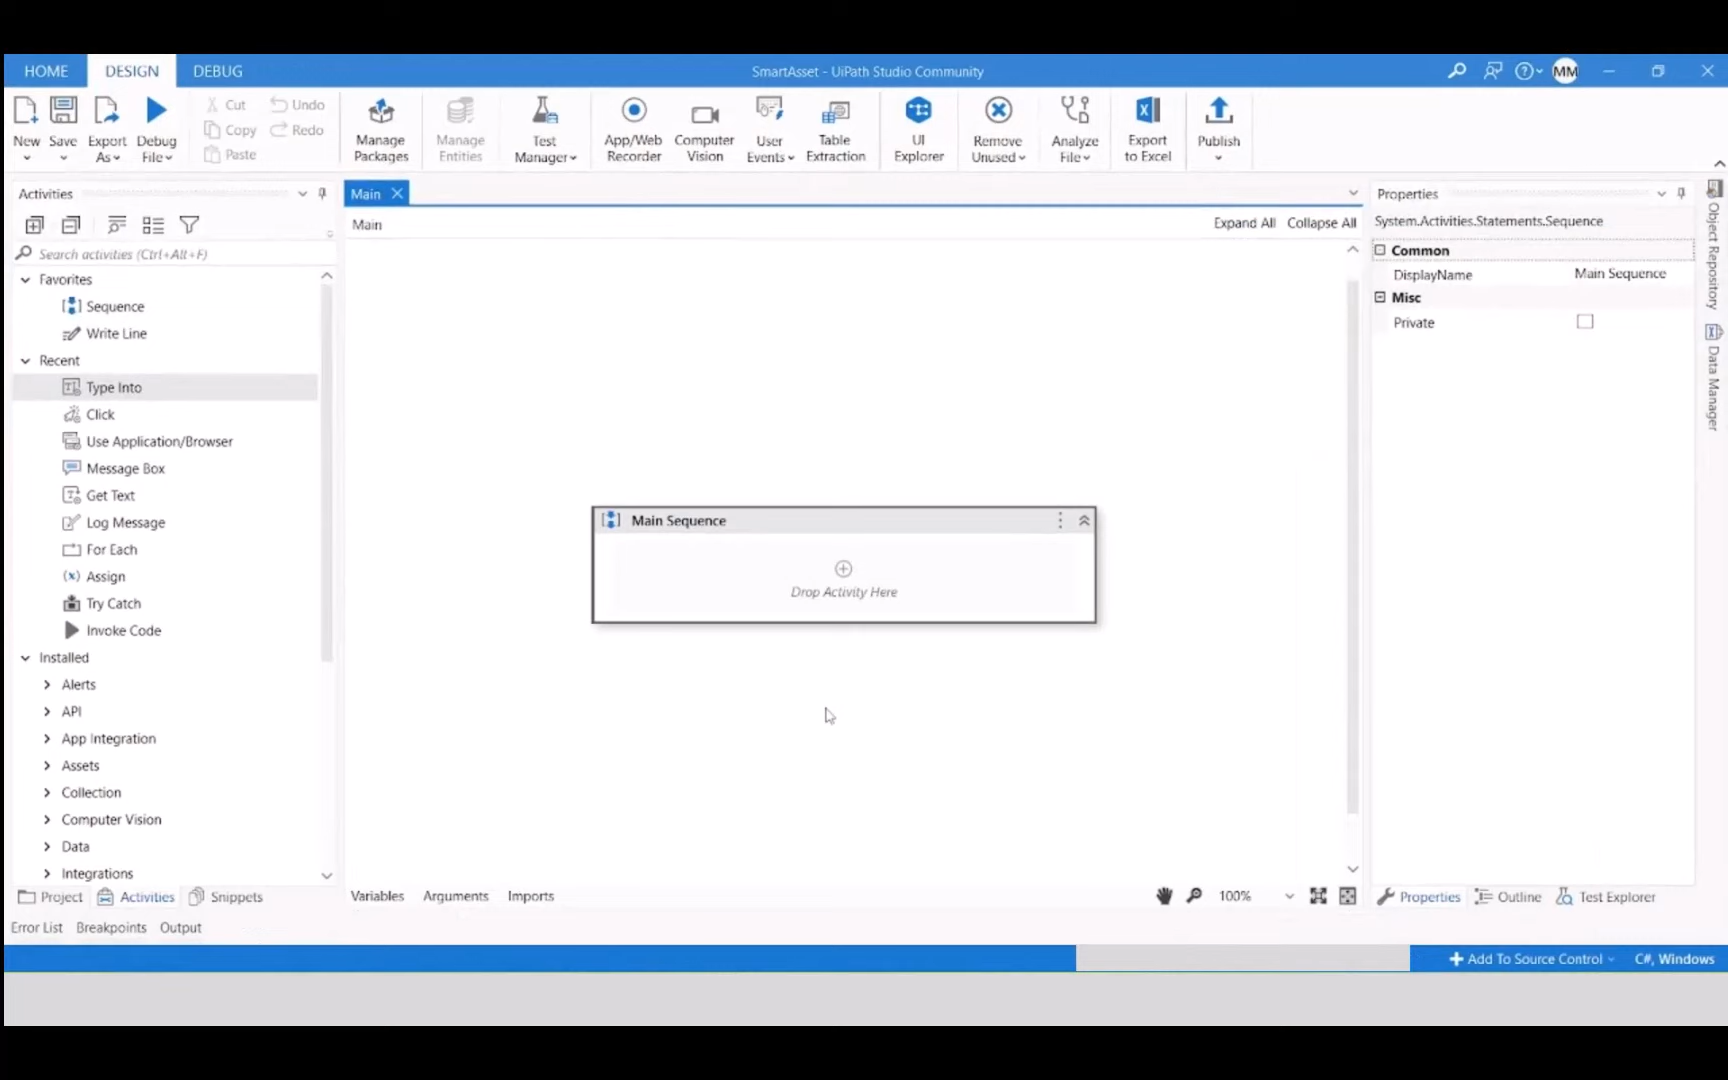 HOME DESIGN DEBUG SmartAsset - UiPath Studio Community MM
New Save Export As Debug File
Cut Undo
Copy Redo
Paste
Manage Packages
Manage Entities
Test Manager
App/Web Recorder
Computer Vision
User Events
Table Extraction
UI Explorer
Remove Unused
Analyze File
Export to Excel
Publish
Activities
Search activities (Ctrl+Alt+F)
Favorites
Sequence
Write Line
Recent
Type Into
Click
Use Application/Browser
Message Box
Get Text
Log Message
For Each
Assign
Try Catch
Invoke Code
Installed
Alerts
API
App Integration
Assets
Collection
Computer Vision
Data
Integrations
Project Activities Snippets
Main
Main Expand All Collapse All
Main Sequence
Drop Activity Here
Variables Arguments Imports 100%
Properties
System.Activities.Statements.Sequence
Common
DisplayName Main Sequence
Misc
Private
Properties Outline Test Explorer
Object Repository
Data Manager
Error List Breakpoints Output
Add To Source Control C#, Windows